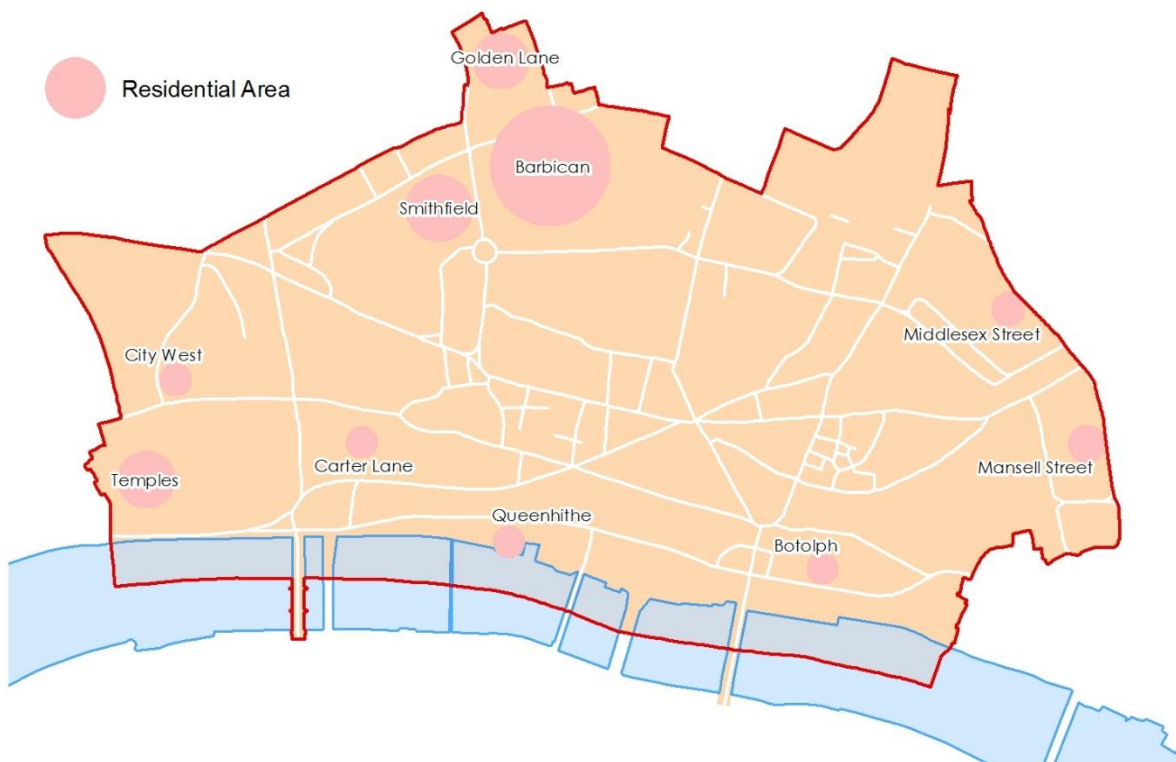 Golden Lane
Residential Area
Barbican
Smithfield
Middlesex Street
City West
Carter Lane
Mansell Street
Temples
Queenhithe
Botolph